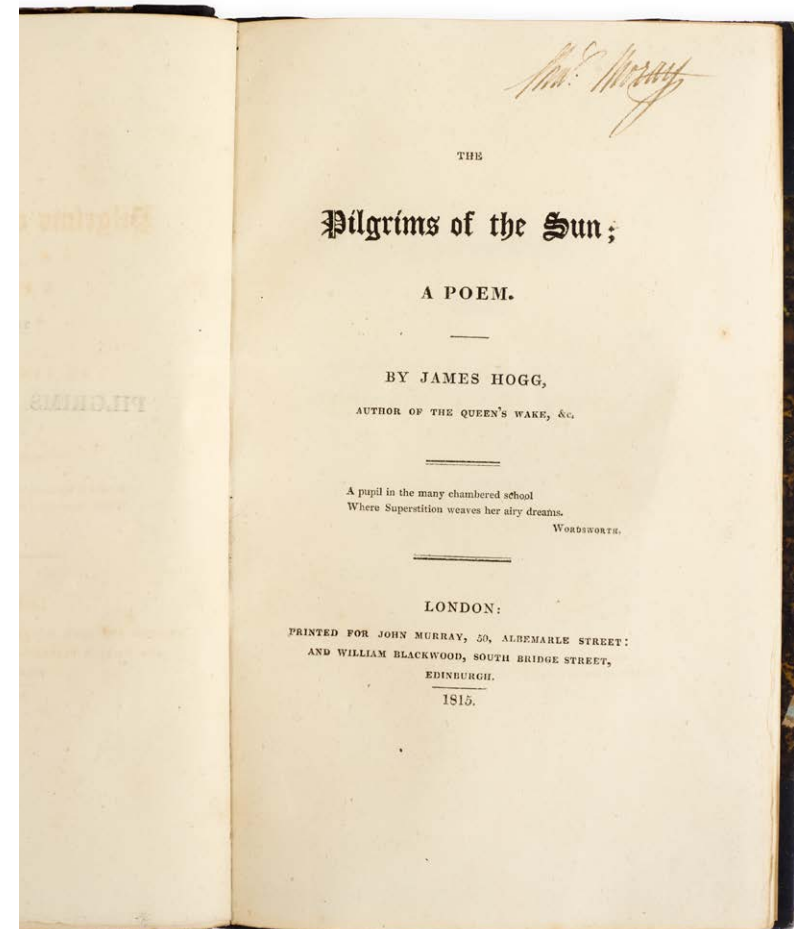 Moray
THE
Pilgrims of the Sun;
A POEM.
BY JAMES HOGG,
AUTHOR OF THE QUEEN'S WAKE, &c.
A pupil in the many chambered school
Where Superstition weaves her airy dreams.
WORDSWORTH.
LONDON:
PRINTED FOR JOHN MURRAY, 50, ALBEMARLE STREET:
AND WILLIAM BLACKWOOD, SOUTH BRIDGE STREET,
EDINBURGH.
1815.
PILGRIMS